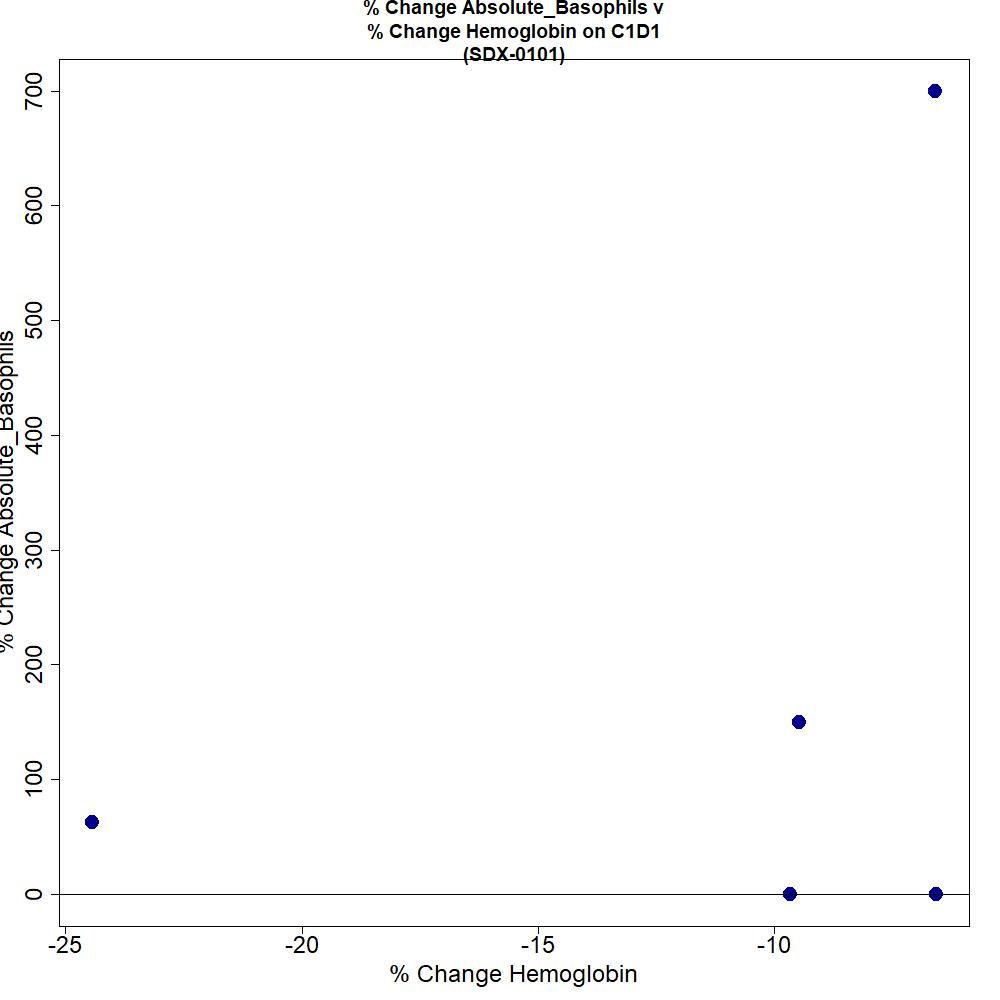 % Change Absolute_Basophils v
% Change Hemoglobin on C1D1
(SDX-0101)
% Change Absolute_Basophils
700
600
500
400
300
200
100
0
-25
-20
-15
-10
% Change Hemoglobin